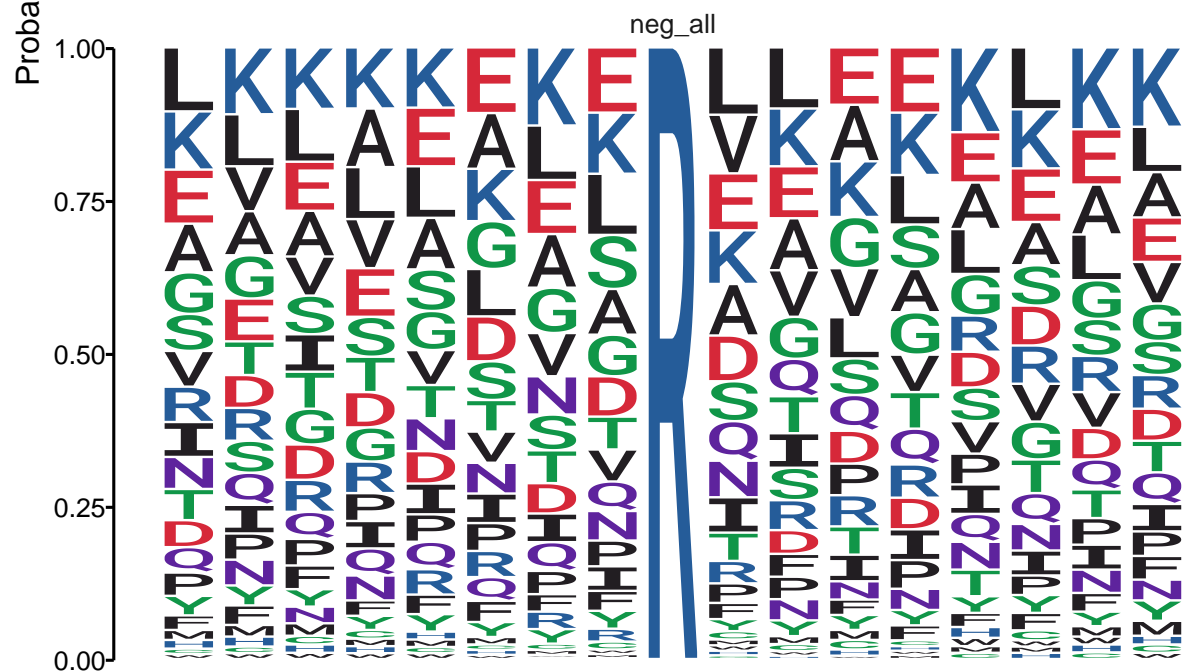 neg_all
Proba
1.00
0.75
0.50
0.25
0.00
L K K K K E K E R L L E E K L K K
K L L A E A L K V K A K E K E L
E V E L L K E L E E K L A E A A
A A A V A G A S K A G S L A L E
G G V E S L G A A V V A G S G V
S E S S G D V G D G L G R D S G
V T I T V S N D S Q S V D R R S
R D T D T T S T Q T Q T S V V R
I R G G N V T V N I D Q V G D D
N S D R D N D Q I S P R P T Q T
T Q R P I I I N T R R D I Q T Q
D I Q I P P Q P R D T I Q N P I
Q P P Q Q R P I P F I P N I I P
P N F N R Q F F F P N N T P N F